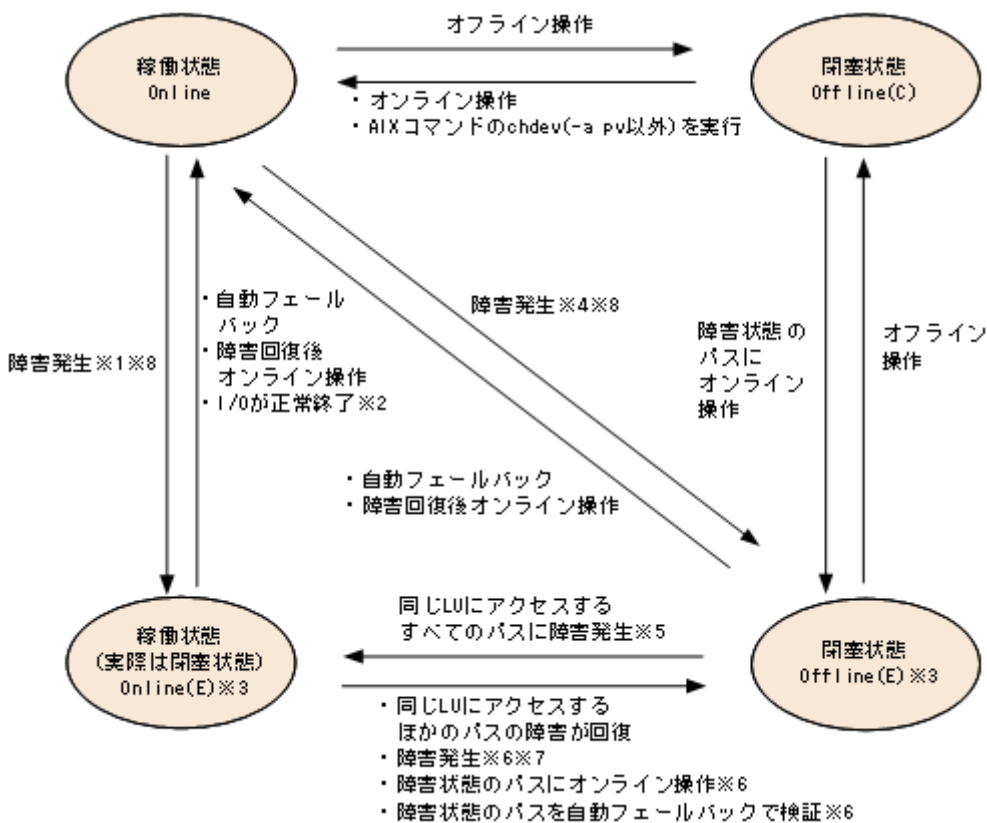 オフライン操作
稼働状態
Online
閉塞状態
Offline(C)
・オンライン操作
・AIXコマンドのchdev(-a pv以外)を実行
障害発生※1※8
・自動フェール
バック
・障害回復後
オンライン操作
・I/Oが正常終了※2
障害発生※4※8
障害状態の
パスに
オンライン
操作
オフライン
操作
・自動フェールバック
・障害回復後オンライン操作
同じLUにアクセスする
すべてのパスに障害発生※5
稼働状態
(実際は閉塞状態)
Online(E)※3
閉塞状態
Offline(E)※3
・同じLUにアクセスする
ほかのパスの障害が回復
・障害発生※6※7
・障害状態のパスにオンライン操作※6
・障害状態のパスを自動フェールバックで検証※6